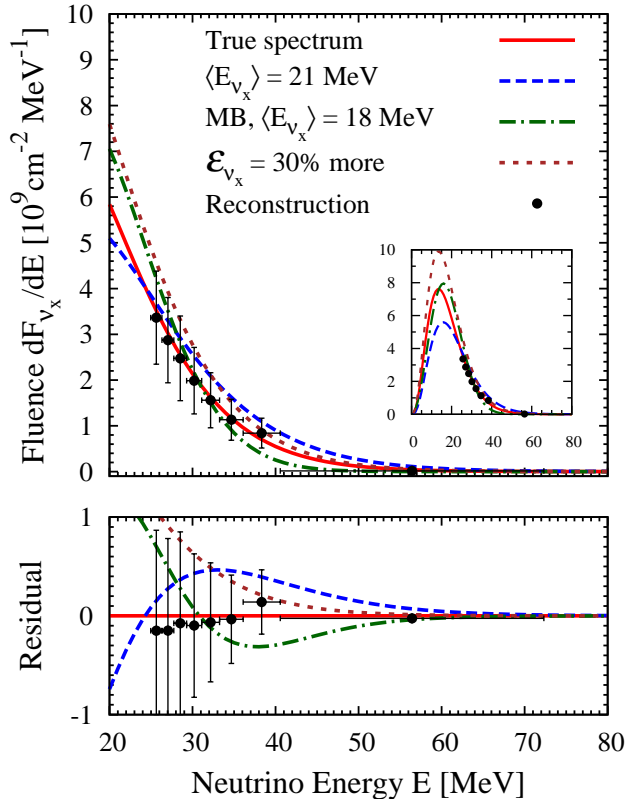 Fluence dF_{ν_x}/dE [10^9cm^{-2} MeV^{-1}]
10
9
8
7
6
5
4
3
2
1
0
True spectrum
⟨E_{ν_x}⟩ = 21 MeV
MB, ⟨E_{ν_x}⟩ = 18 MeV
𝓔_{ν_x} = 30% more
Reconstruction
10
8
6
4
2
0
0 20 40 60 80
Residual
1
0
-1
20 30 40 50 60 70 80
Neutrino Energy E [MeV]